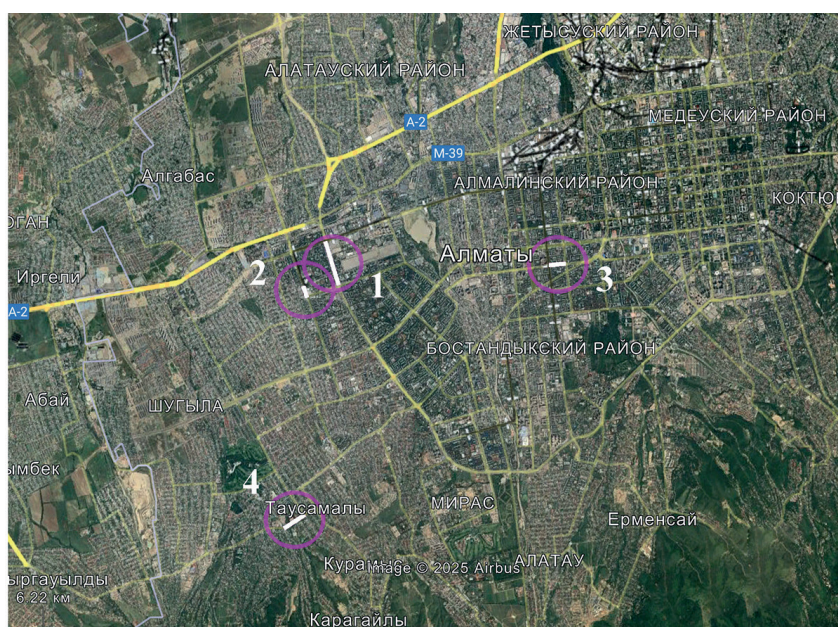 ЖЕТЫСУСКИЙ РАЙОН
АЛАТАУСКИЙ РАЙОН
А-2
МЕДЕУСКИЙ РАЙОН
М-39
Алгабас
АЛМАЛИНСКИЙ РАЙОН
КОКТЮ
ОГАН
Алматы
Иргели
2
1
3
А-2
БОСТАНДЫКСКИЙ РАЙОН
Абай
ШУГЫЛА
ымбек
4
Таусамалы
МИРАС
Ерменсай
Курамыс
АЛАТАУ
Image © 2025 Airbus
ыргауылды
6.22 км
Карагайлы